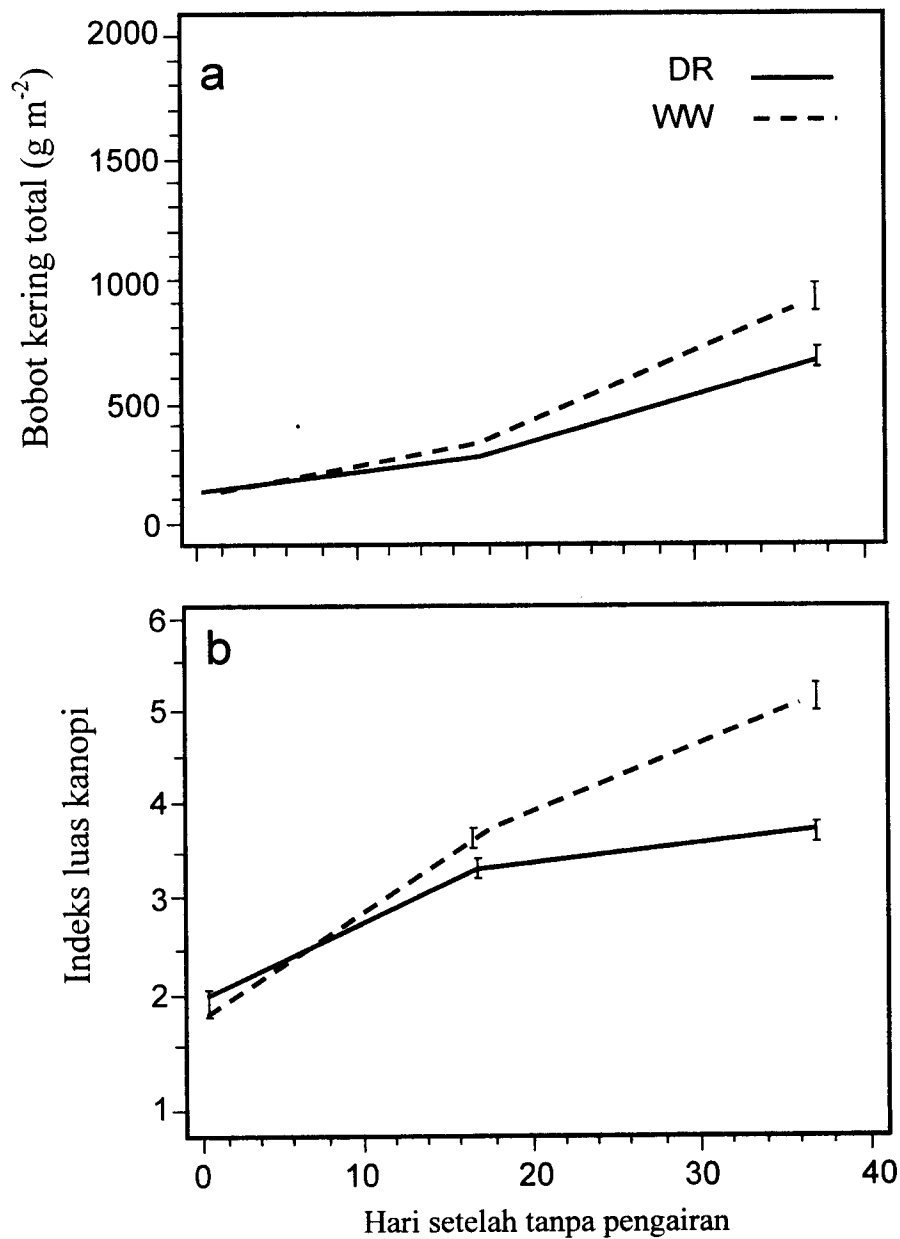 a
DR
WW
Bobot kering total (g m-2)
2000
1500
1000
500
0
b
Indeks luas kanopi
6
5
4
3
2
1
0 10 20 30 40
Hari setelah tanpa pengairan